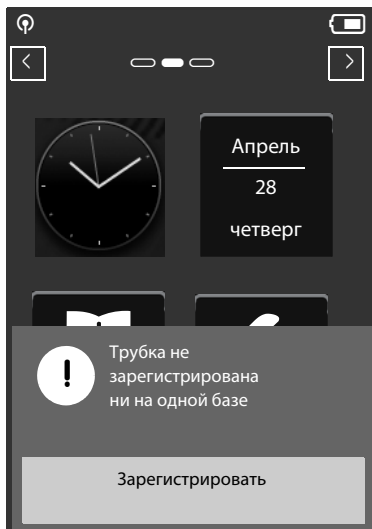 Апрель
28
четверг
Трубка не
зарегистрирована
ни на одной базе
Зарегистрировать